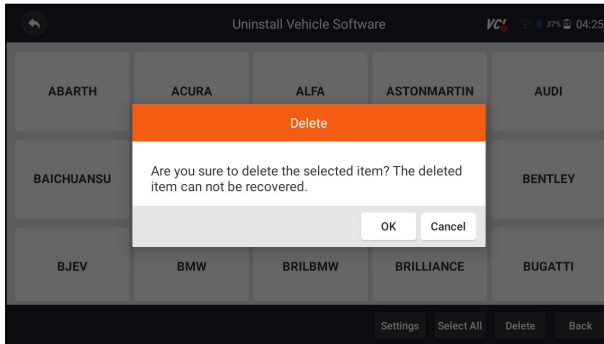 Uninstall Vehicle Software
VCI
37%
04:25
ABARTH
ACURA
ALFA
ASTONMARTIN
AUDI
Delete
Are you sure to delete the selected item? The deleted
item can not be recovered.
OK
Cancel
BAICHUANSU
BENTLEY
BJEV
BMW
BRILBMW
BRILLIANCE
BUGATTI
Settings
Select All
Delete
Back